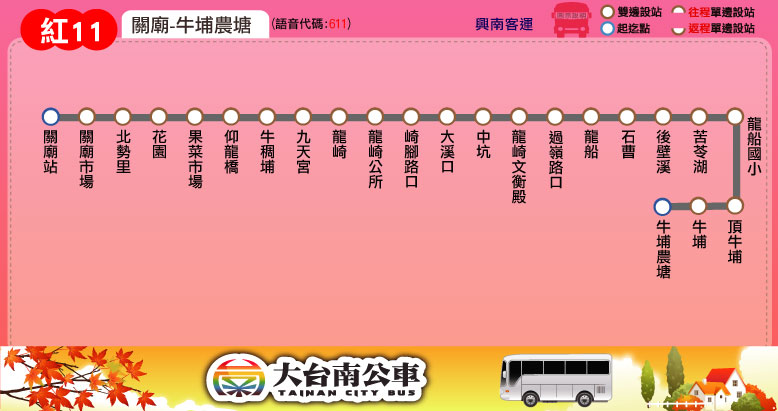 紅11
關廟-牛埔農塘
(語音代碼:611)
興南客運
雙邊設站
往程單邊設站
起迄點
返程單邊設站
關廟站
關廟市場
北勢里
花園
果菜市場
仰龍橋
牛稠埔
九天宮
龍崎
龍崎公所
崎腳路口
大溪口
中坑
龍崎文衡殿
過嶺路口
龍船
石曹
後壁溪
苦苓湖
龍船國小
頂牛埔
牛埔
牛埔農塘
大台南公車
TAINAN CITY BUS